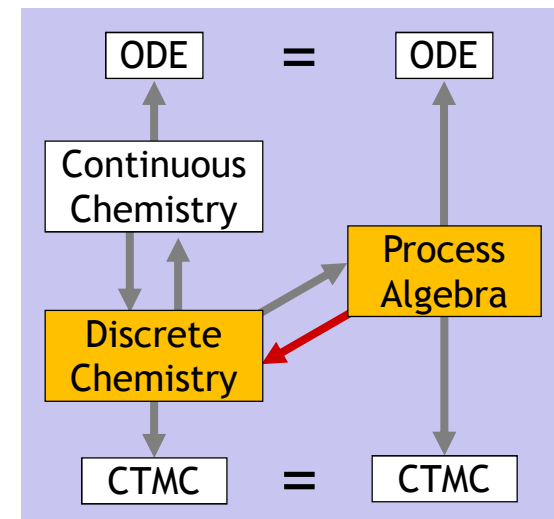 ODE = ODE
Continuous
Chemistry
Process
Algebra
Discrete
Chemistry
CTMC = CTMC